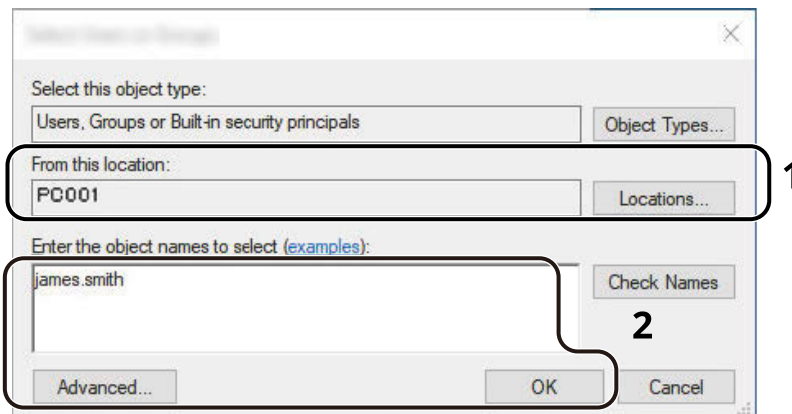 Select this object type:
Users, Groups or Built-in security principals
Object Types...
From this location:
PC001
Locations...
1
Enter the object names to select (examples):
james.smith
Check Names
2
Advanced...
OK
Cancel